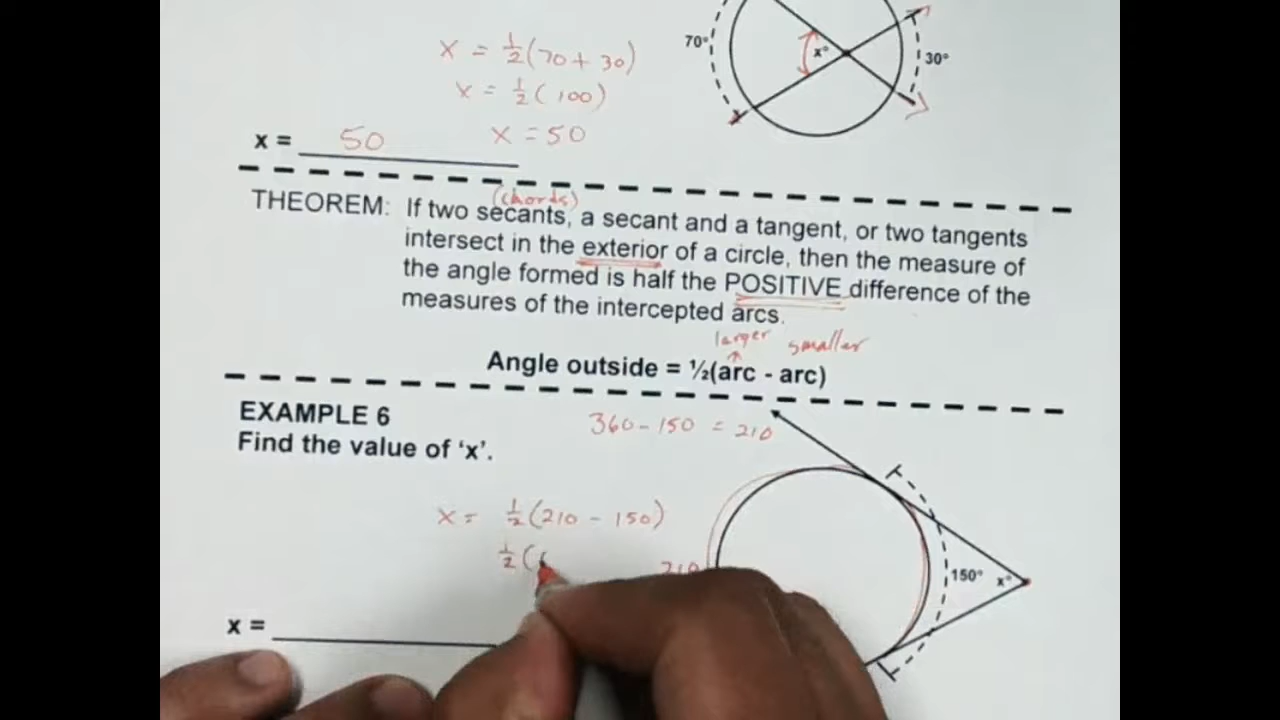 70°
x°
30°
x = ½(70 + 30)
x = ½(100)
x = 50
x = 50
(chords)
THEOREM: If two secants, a secant and a tangent, or two tangents
intersect in the exterior of a circle, then the measure of
the angle formed is half the POSITIVE difference of the
measures of the intercepted arcs.
larger smaller
Angle outside = ½(arc - arc)
EXAMPLE 6
360 - 150 = 210
Find the value of ‘x’.
x = ½(210 - 150)
½(
210
150° x°
x =